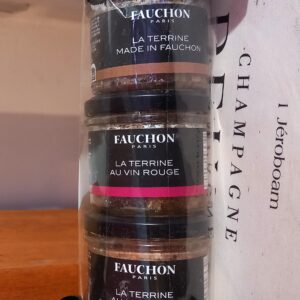 FAUCHON
PARIS
LA TERRINE
MADE IN FAUCHON
FAUCHON
PARIS
LA TERRINE
AU VIN ROUGE
FAUCHON
PARIS
LA TERRINE
CHAMPAGNE
1 Jéroboam